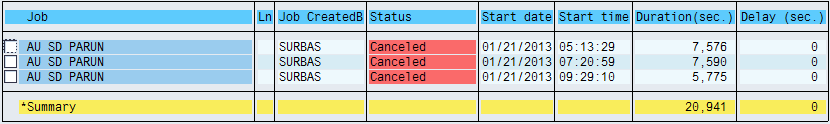 Job Ln Job CreatedB Status Start date Start time Duration(sec.) Delay (sec.)
AU SD PARUN SURBAS Canceled 01/21/2013 05:13:29 7,576 0
AU SD PARUN SURBAS Canceled 01/21/2013 07:20:59 7,590 0
AU SD PARUN SURBAS Canceled 01/21/2013 09:29:10 5,775 0
*Summary 20,941 0